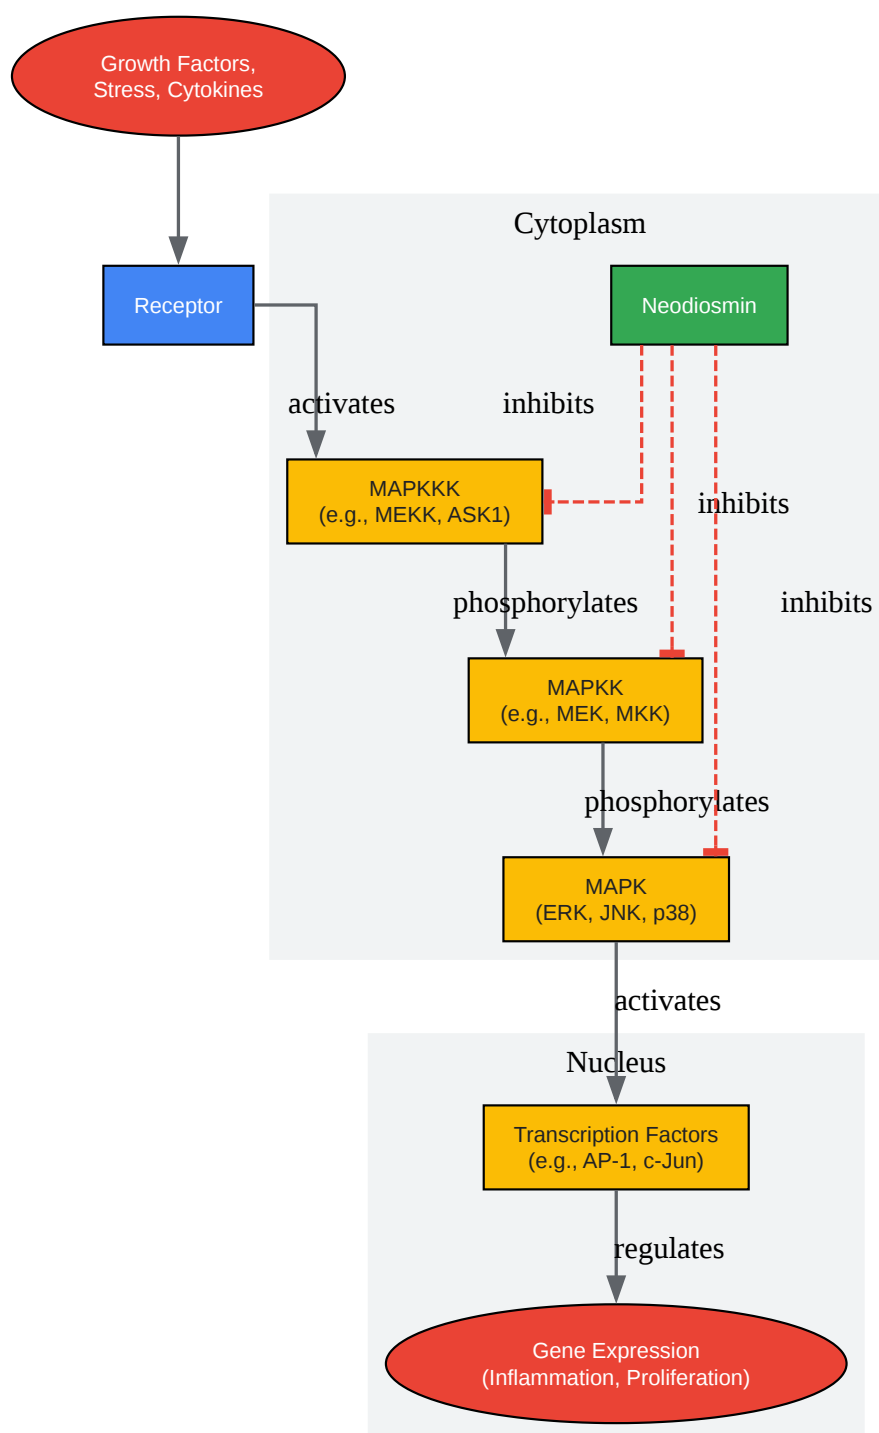 Growth Factors,
Stress, Cytokines
Cytoplasm
Receptor
Neodiosmin
activates
inhibits
MAPKKK
(e.g., MEKK, ASK1)
inhibits
phosphorylates
inhibits
MAPKK
(e.g., MEK, MKK)
phosphorylates
MAPK
(ERK, JNK, p38)
activates
Nucleus
Transcription Factors
(e.g., AP-1, c-Jun)
regulates
Gene Expression
(Inflammation, Proliferation)